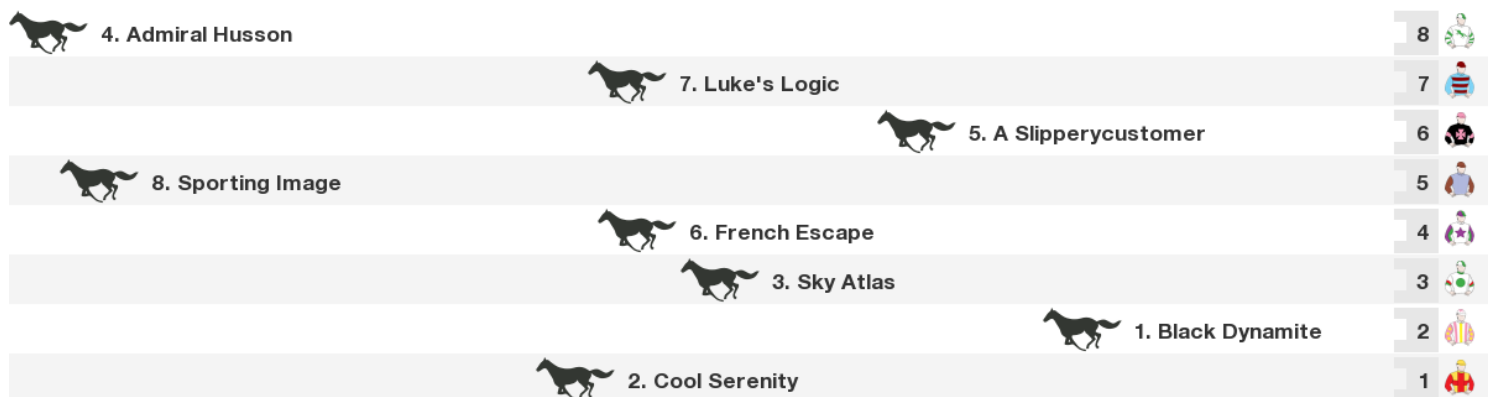 4. Admiral Husson 8
7. Luke's Logic 7
5. A Slipperycustomer 6
8. Sporting Image 5
6. French Escape 4
3. Sky Atlas 3
1. Black Dynamite 2
2. Cool Serenity 1